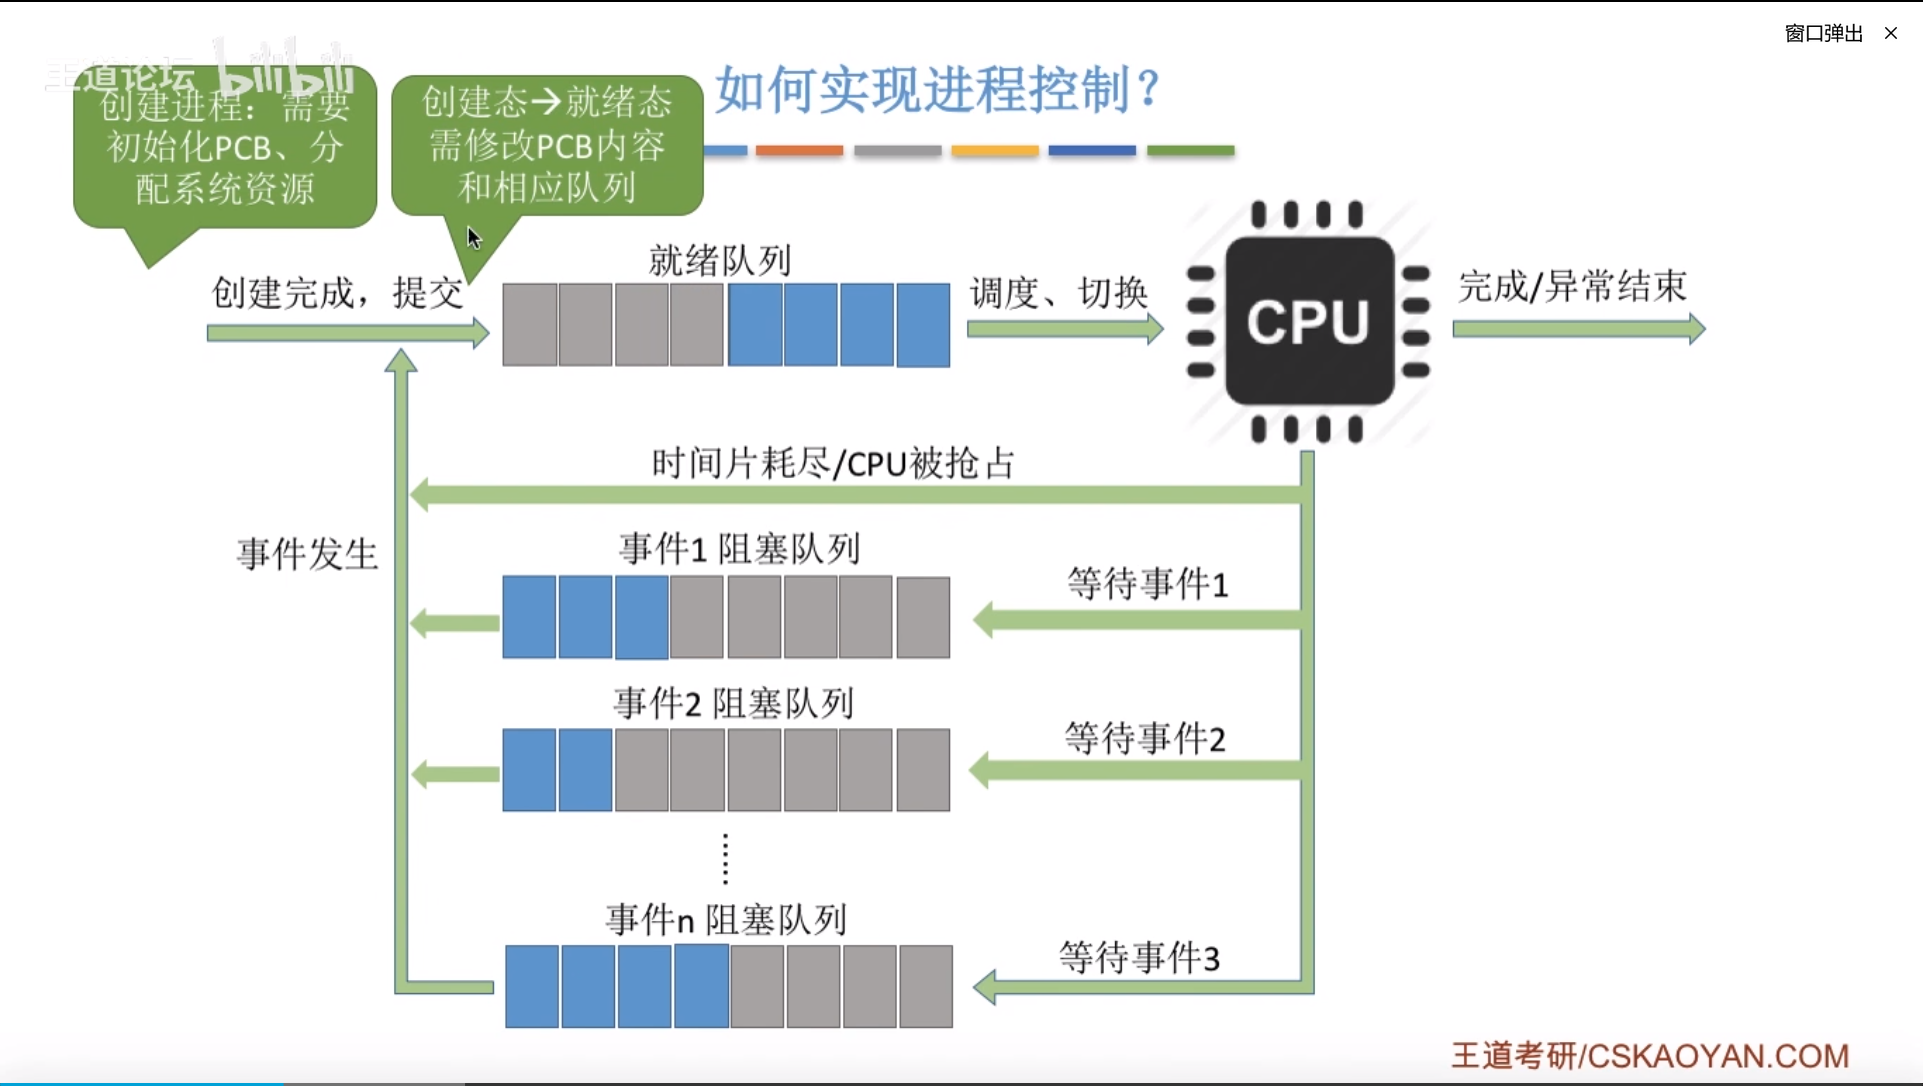 窗口弹出 ×
王道论坛 bilibili
如何实现进程控制？
创建进程：需要
初始化PCB、分
配系统资源
创建态→就绪态
需修改PCB内容
和相应队列
创建完成，提交
就绪队列
调度、切换
CPU
完成/异常结束
时间片耗尽/CPU被抢占
事件发生
事件1 阻塞队列
等待事件1
事件2 阻塞队列
等待事件2
事件n 阻塞队列
等待事件3
王道考研/CSKAOYAN.COM